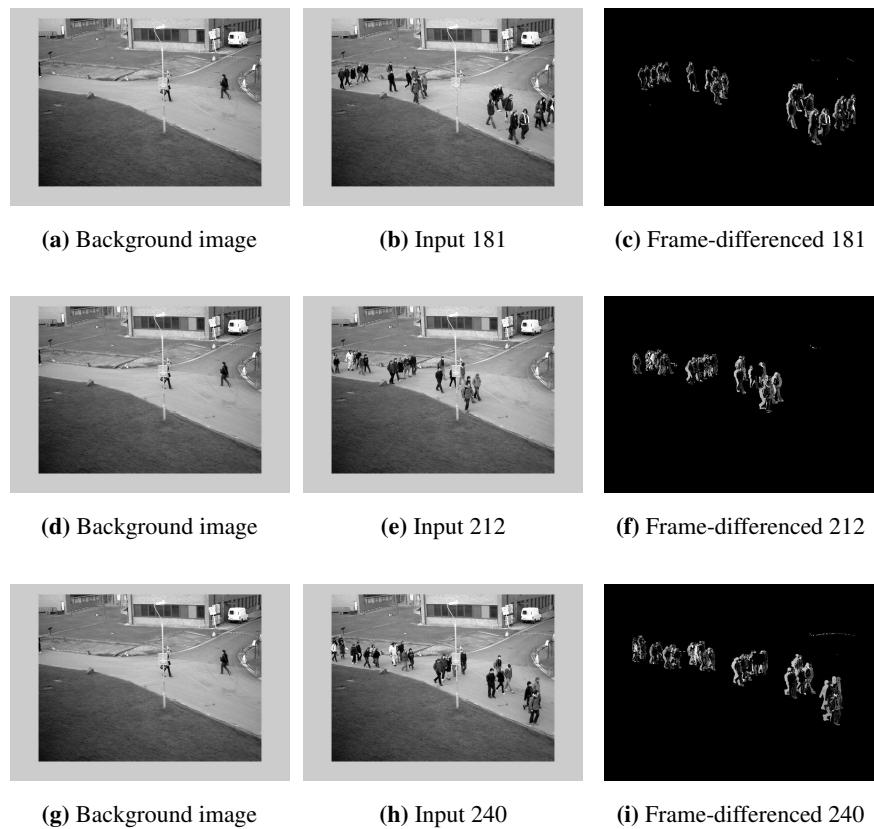 (a) Background image
(b) Input 181
(c) Frame-differenced 181
(d) Background image
(e) Input 212
(f) Frame-differenced 212
(g) Background image
(h) Input 240
(i) Frame-differenced 240